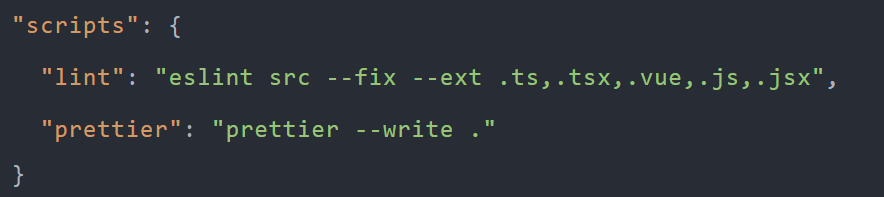 "scripts": {
  "lint": "eslint src --fix --ext .ts,.tsx,.vue,.js,.jsx",
  "prettier": "prettier --write ."
}